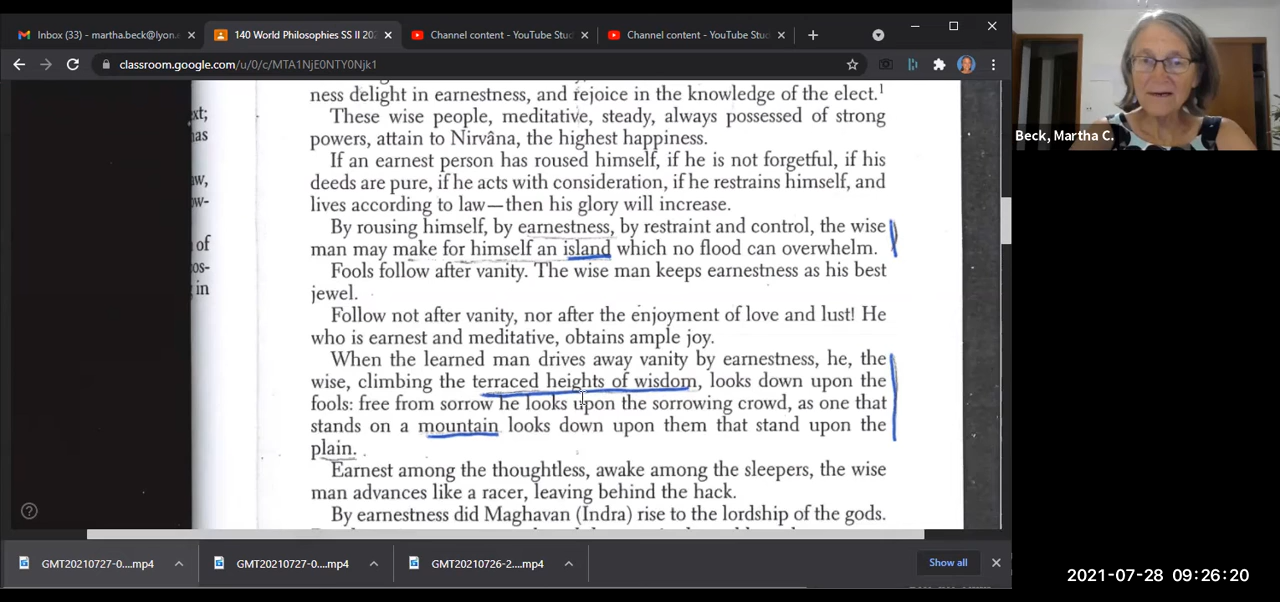 Inbox (33) - martha.beck@lyon.
140 World Philosophies SS II 202
Channel content - YouTube Stud
Channel content - YouTube Stud
classroom.google.com/u/0/c/MTA1NjE0NTY0Njk1
Beck, Martha C.
ness delight in earnestness, and rejoice in the knowledge of the elect.¹
These wise people, meditative, steady, always possessed of strong
powers, attain to Nirvâna, the highest happiness.
If an earnest person has roused himself, if he is not forgetful, if his
deeds are pure, if he acts with consideration, if he restrains himself, and
lives according to law—then his glory will increase.
By rousing himself, by earnestness, by restraint and control, the wise
man may make for himself an island which no flood can overwhelm.
Fools follow after vanity. The wise man keeps earnestness as his best
jewel.
Follow not after vanity, nor after the enjoyment of love and lust! He
who is earnest and meditative, obtains ample joy.
When the learned man drives away vanity by earnestness, he, the
wise, climbing the terraced heights of wisdom, looks down upon the
fools: free from sorrow he looks upon the sorrowing crowd, as one that
stands on a mountain looks down upon them that stand upon the
plain.
Earnest among the thoughtless, awake among the sleepers, the wise
man advances like a racer, leaving behind the hack.
By earnestness did Maghavan (Indra) rise to the lordship of the gods.
xt;
has
w,
w-
of
os-
in
GMT20210727-0....mp4
GMT20210727-0....mp4
GMT20210726-2....mp4
Show all
2021-07-28 09:26:20